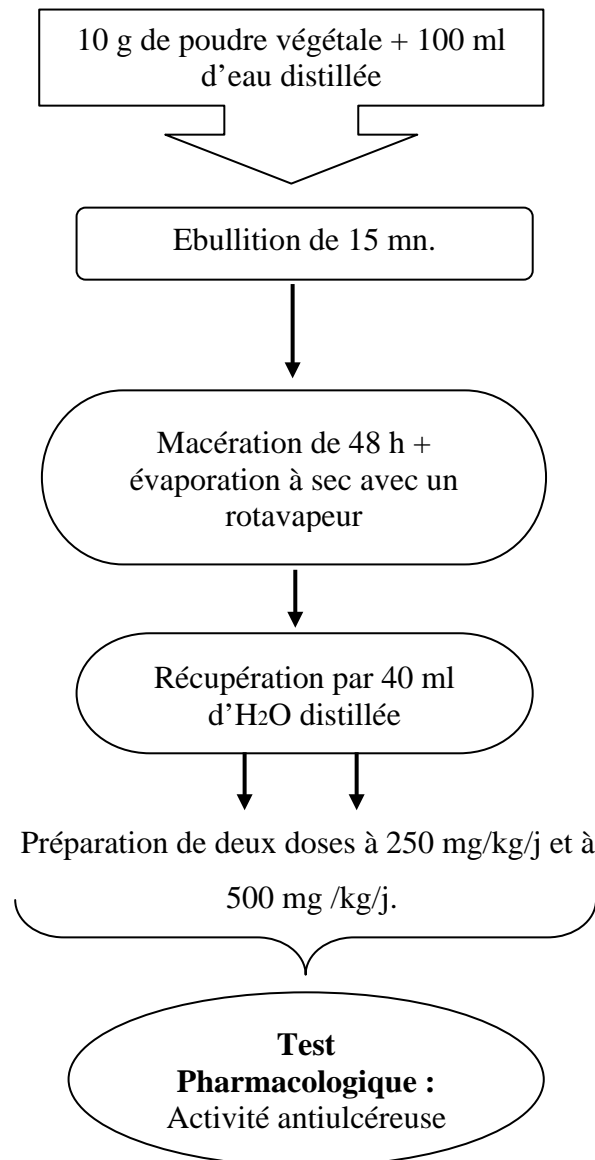 10 g de poudre végétale + 100 ml
d’eau distillée
Ebullition de 15 mn.
Macération de 48 h +
évaporation à sec avec un
rotavapeur
Récupération par 40 ml
d’H2O distillée
Préparation de deux doses à 250 mg/kg/j et à
500 mg /kg/j.
Test
Pharmacologique :
Activité antiulcéreuse